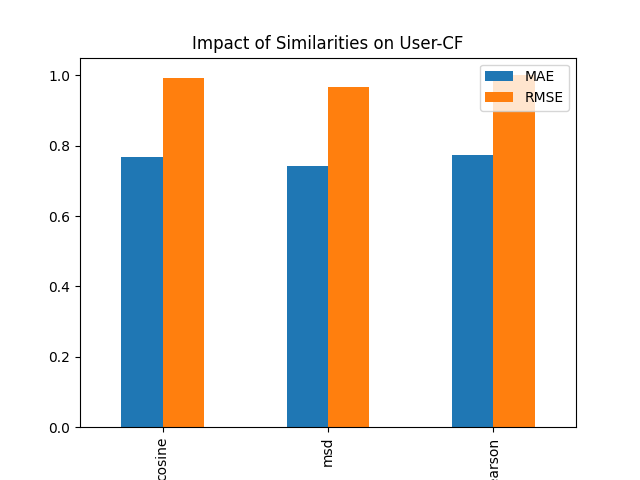 Impact of Similarities on User-CF
MAE
RMSE
1.0
0.8
0.6
0.4
0.2
0.0
cosine
msd
earson